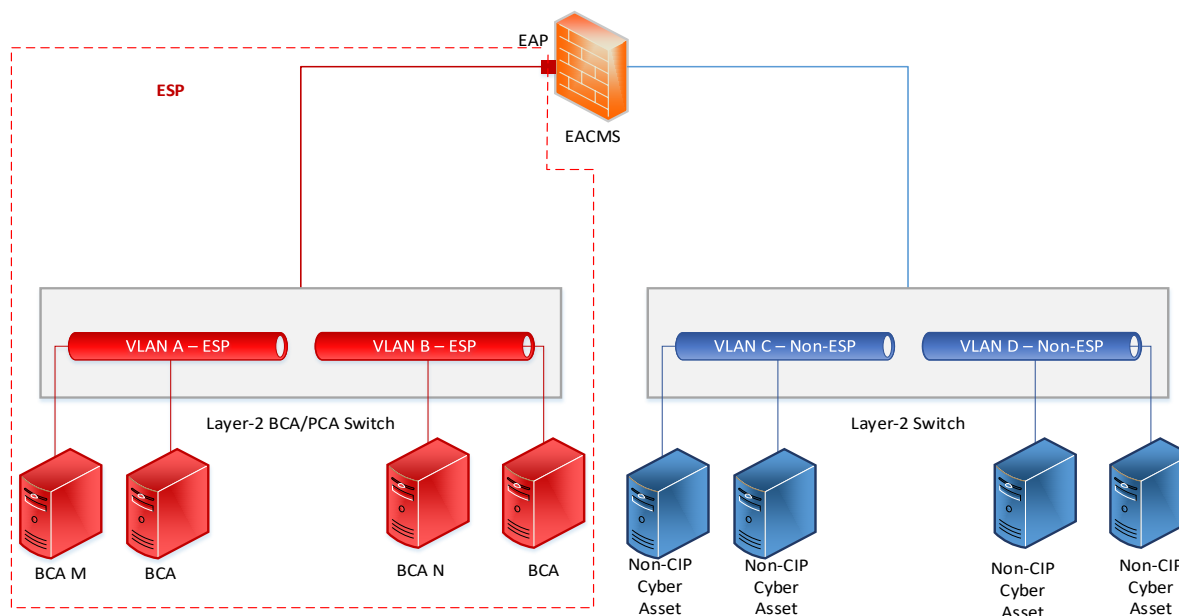 EAP
ESP
EACMS
VLAN A – ESP
VLAN B – ESP
VLAN C – Non-ESP
VLAN D – Non-ESP
Layer-2 BCA/PCA Switch
Layer-2 Switch
BCA M
BCA
BCA N
BCA
Non-CIP
Cyber
Asset
Non-CIP
Cyber
Asset
Non-CIP
Cyber
Asset
Non-CIP
Cyber
Asset